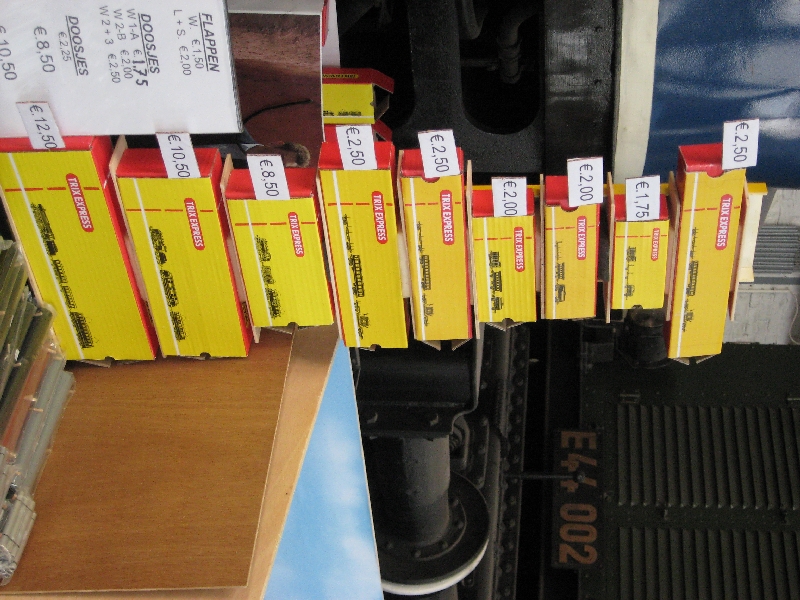 FLAPPEN
W. €1,50
L + S. €2,00
DOOSJES
W 1-A €1,75
W 2-B €2,00
W 2 + 3 €2,50
DOOSJES
€2,25
€8,50
€10,50
€.12,50
€.10,50
€.8,50
€.2,50
€.2,50
€.2,00
€.2,00
€.1,75
€.2,50
TRIX EXPRESS
TRIX EXPRESS
TRIX EXPRESS
TRIX EXPRESS
TRIX EXPRESS
TRIX EXPRESS
TRIX EXPRESS
TRIX EXPRESS
TRIX EXPRESS
E44 002